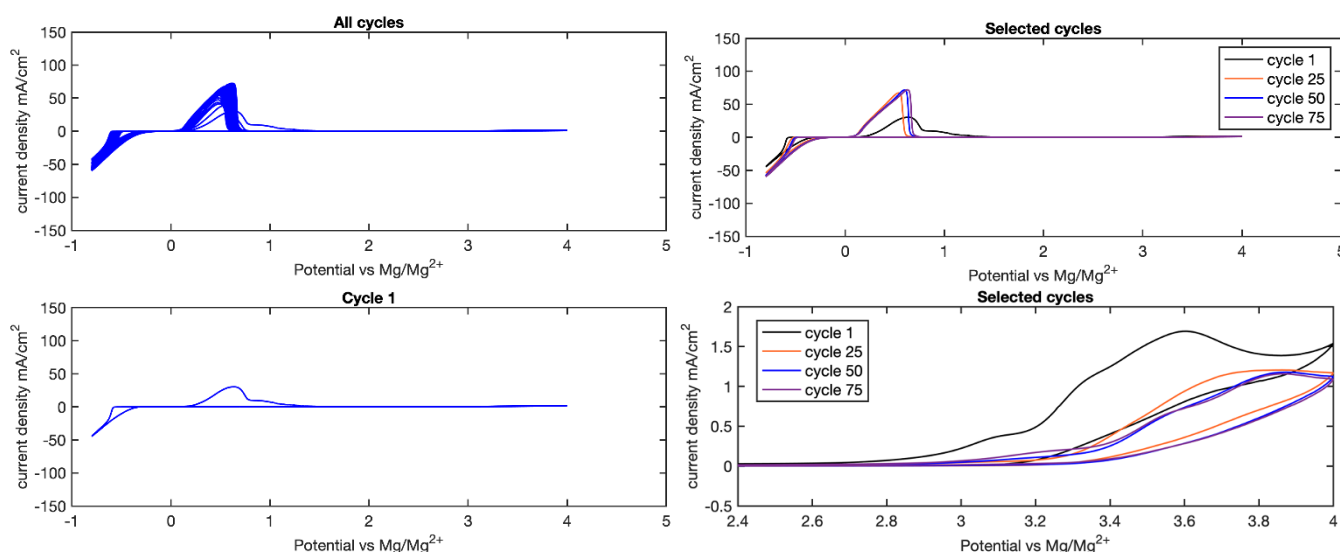 All cycles
150
100
50
0
-50
-100
-150
-1 0 1 2 3 4 5
current density mA/cm2
Potential vs Mg/Mg2+
Selected cycles
150
100
50
0
-50
-100
-150
-1 0 1 2 3 4 5
current density mA/cm2
Potential vs Mg/Mg2+
cycle 1
cycle 25
cycle 50
cycle 75
Cycle 1
150
100
50
0
-50
-100
-150
-1 0 1 2 3 4 5
current density mA/cm2
Potential vs Mg/Mg2+
Selected cycles
2
1.5
1
0.5
0
-0.5
2.4 2.6 2.8 3 3.2 3.4 3.6 3.8 4
current density mA/cm2
Potential vs Mg/Mg2+
cycle 1
cycle 25
cycle 50
cycle 75